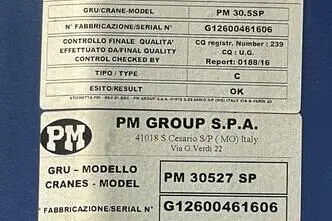 GRU/CRANE-MODEL PM 30.5SP
N° FABBRICAZIONE/SERIAL N° G12600461606
CONTROLLO FINALE QUALITA' CQ registr. Number : 239
EFFETUATO DA/FINAL QUALITY CQ : U.G.
CONTROL CHECKED BY Report: 0188/16
TIPO / TYPE C
ESITO/RESULT OK
PM GROUP S.P.A.
PM 41018 S Cesario S/P ( MO) Italy
Via G.Verdi 22
GRU - MODELLO
CRANES - MODEL PM 30527 SP
FABBRICAZIONE/SERIAL N° G12600461606